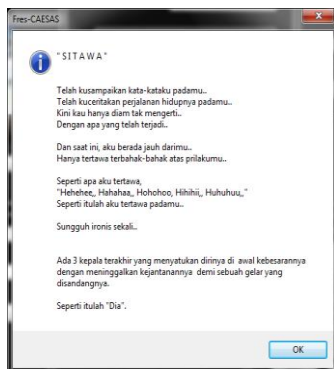 Fres-CAESAS
"S I T A W A"
Telah kusampaikan kata-kataku padamu..
Telah kuceritakan perjalanan hidupnya padamu..
Kini kau hanya diam tak mengerti..
Dengan apa yang telah terjadi..
Dan saat ini, aku berada jauh darimu..
Hanya tertawa terbahak-bahak atas prilakumu..
Seperti apa aku tertawa,
"Hehehee,, Hahahaa,, Hohohoo, Hihihii,, Huhuhuu,,"
Seperti itulah aku tertawa padamu..
Sungguh ironis sekali..
Ada 3 kepala terakhir yang menyatukan dirinya di awal kebesarannya
dengan meninggalkan kejantanannya demi sebuah gelar yang
disandangnya.
Seperti itulah "Dia".
OK